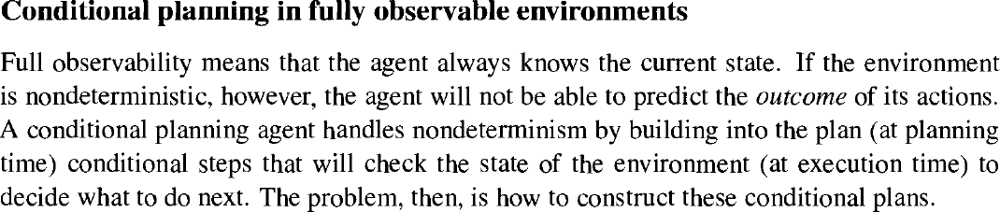 Conditional planning in fully observable environments
Full observability means that the agent always knows the current state. If the environment
is nondeterministic, however, the agent will not be able to predict the outcome of its actions.
A conditional planning agent handles nondeterminism by building into the plan (at planning
time) conditional steps that will check the state of the environment (at execution time) to
decide what to do next. The problem, then, is how to construct these conditional plans.